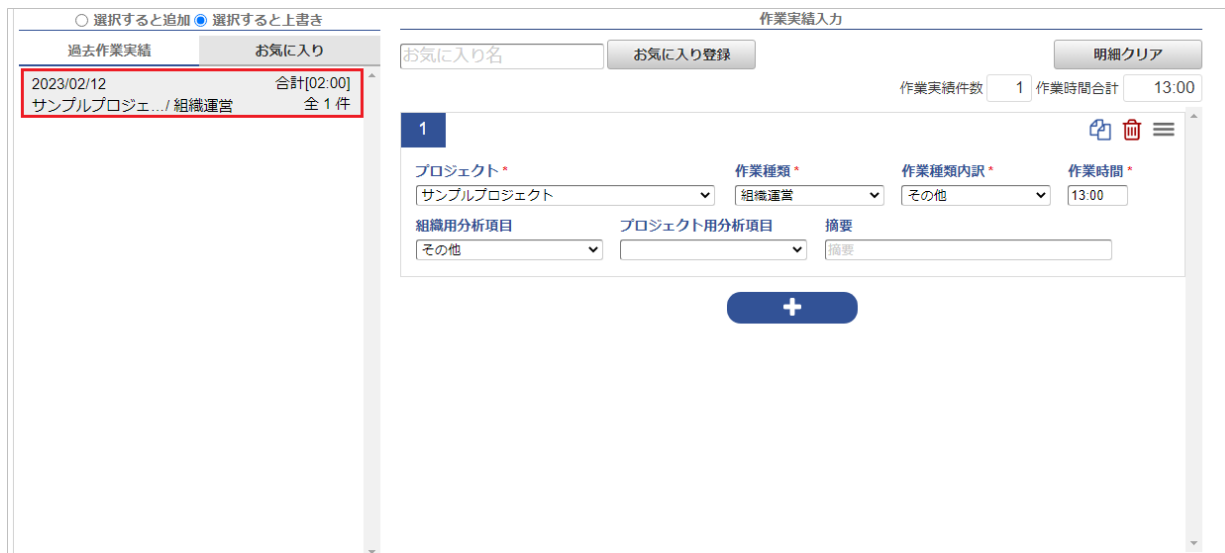 選択すると追加 選択すると上書き
過去作業実績 お気に入り
2023/02/12 合計[02:00]
サンプルプロジェ.../ 組織運営 全 1 件
作業実績入力
お気に入り名 お気に入り登録 明細クリア
作業実績件数 1 作業時間合計 13:00
1
プロジェクト* 作業種類* 作業種類内訳* 作業時間*
サンプルプロジェクト 組織運営 その他 13:00
組織用分析項目 プロジェクト用分析項目 摘要
その他 摘要